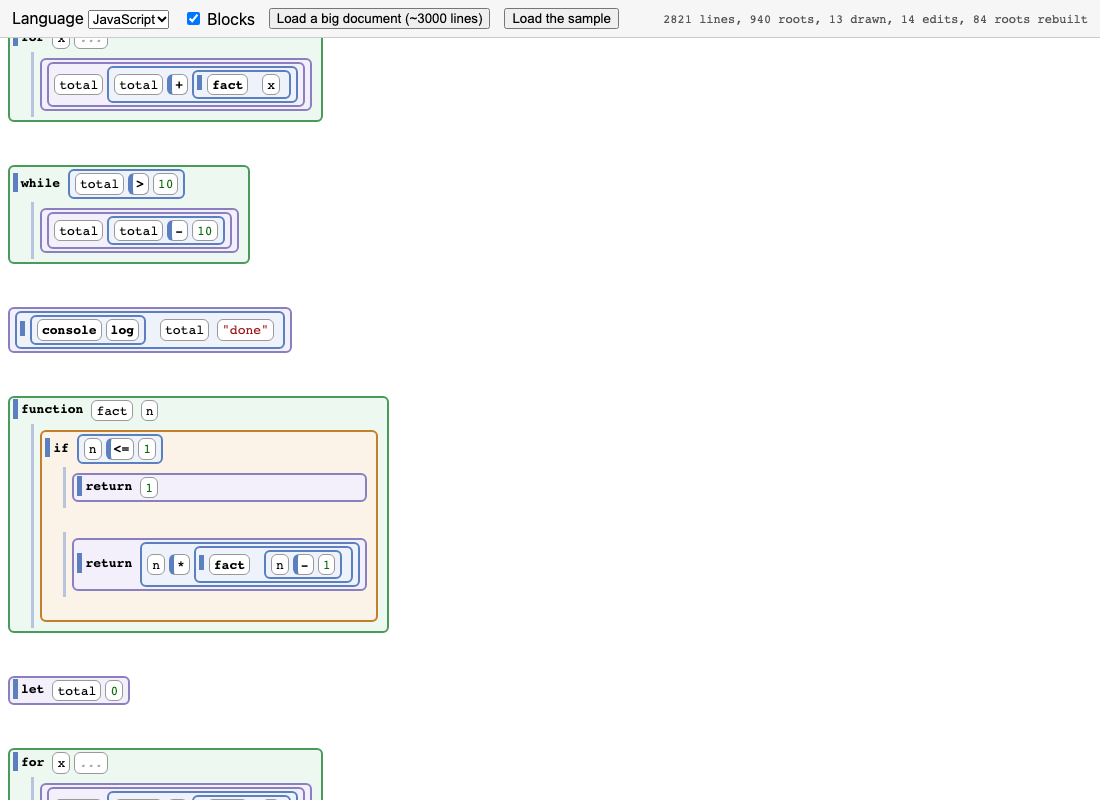 Language JavaScript Blocks Load a big document (~3000 lines) Load the sample 2821 lines, 940 roots, 13 drawn, 14 edits, 84 roots rebuilt
for x ...
total total + fact x
while total > 10
total total - 10
console log total "done"
function fact n
if n <= 1
return 1
return n * fact n - 1
let total 0
for x ...